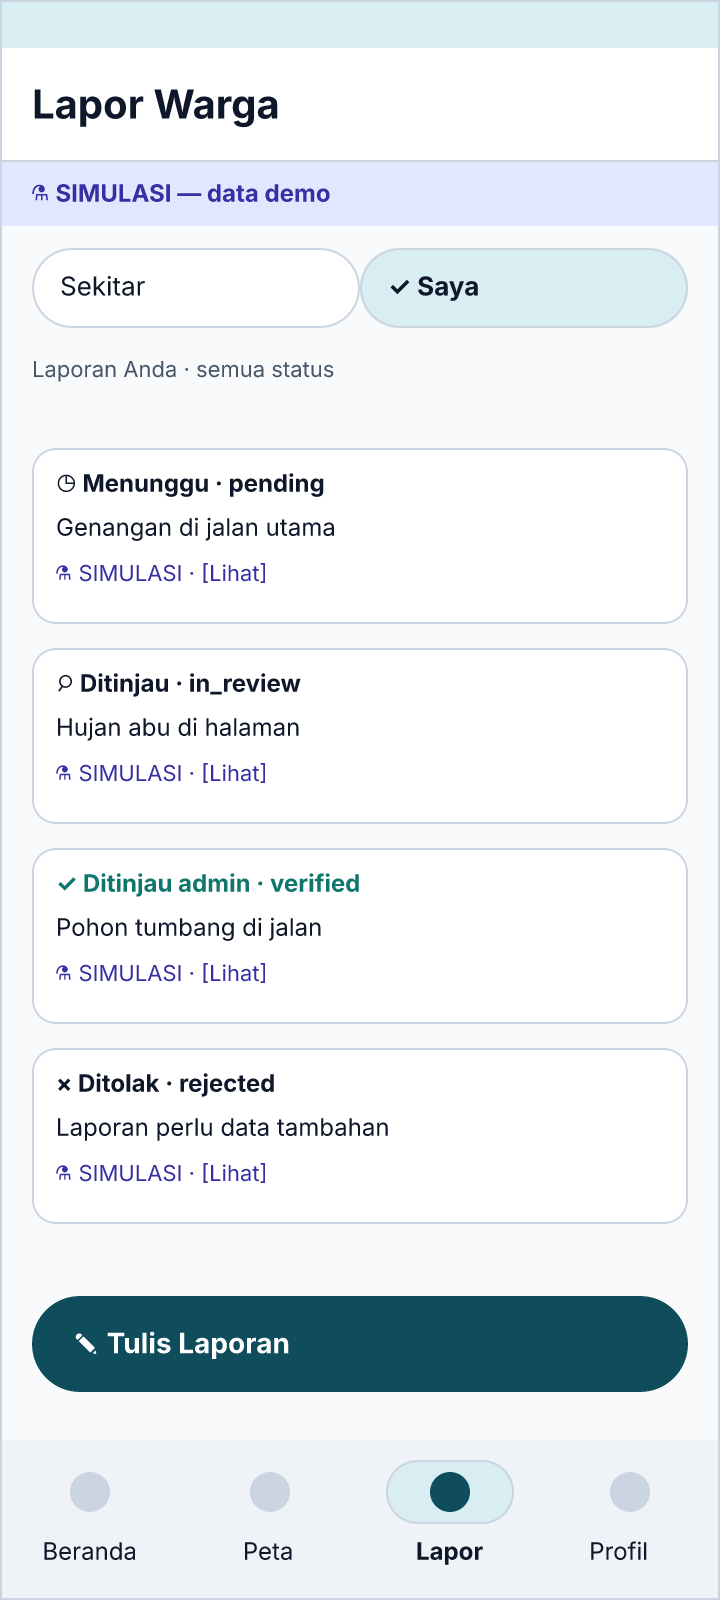 Lapor Warga
⚗ SIMULASI — data demo
Sekitar
✓ Saya
Laporan Anda · semua status
◷ Menunggu · pending
Genangan di jalan utama
⚗ SIMULASI · [Lihat]
⌕ Ditinjau · in_review
Hujan abu di halaman
⚗ SIMULASI · [Lihat]
✓ Ditinjau admin · verified
Pohon tumbang di jalan
⚗ SIMULASI · [Lihat]
× Ditolak · rejected
Laporan perlu data tambahan
⚗ SIMULASI · [Lihat]
✎ Tulis Laporan
Beranda
Peta
Lapor
Profil